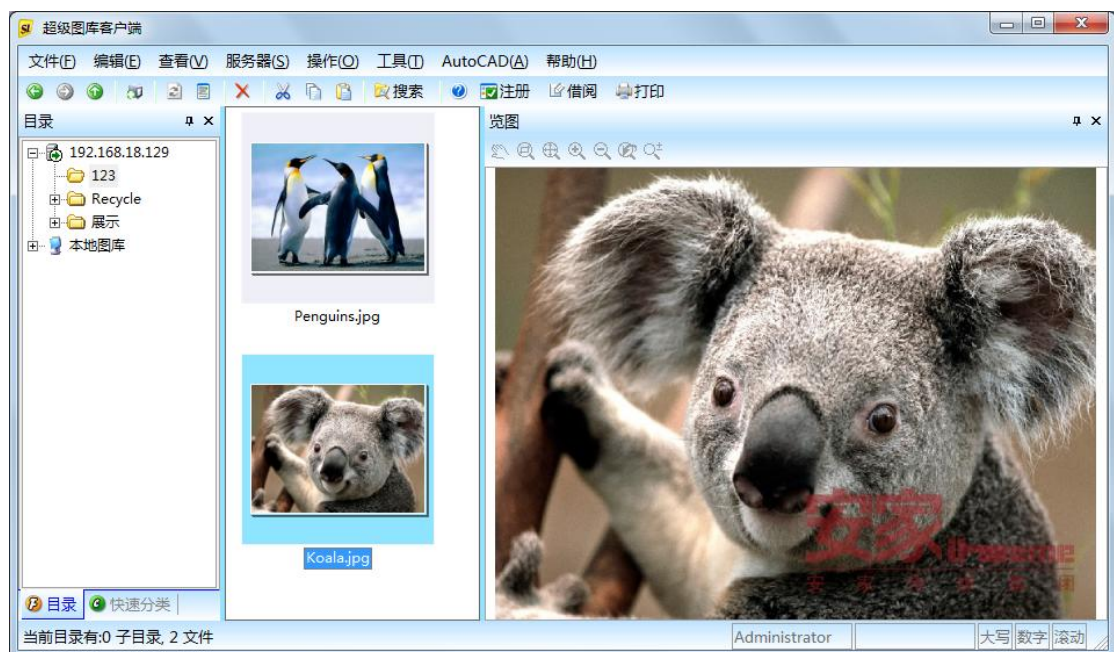 超级图库客户端
文件(F) 编辑(E) 查看(V) 服务器(S) 操作(O) 工具(T) AutoCAD(A) 帮助(H)
搜索 注册 借阅 打印
目录
192.168.18.129
123
Recycle
展示
本地图库
Penguins.jpg
Koala.jpg
览图
安家
目录 快速分类
当前目录有:0 子目录, 2 文件
Administrator
大写 数字 滚动